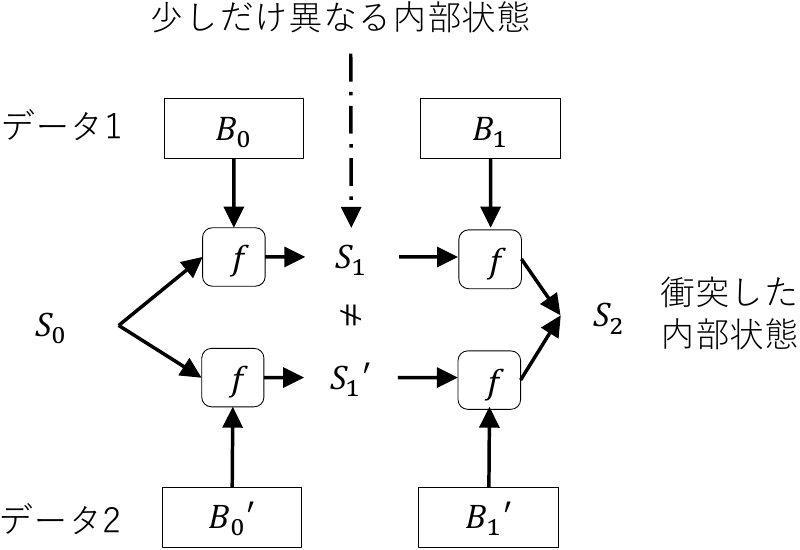 少しだけ異なる内部状態
データ1
B₀
B₁
f
S₁
f
S₀
≠
S₂
衝突した
内部状態
f
S₁′
f
データ2
B₀′
B₁′